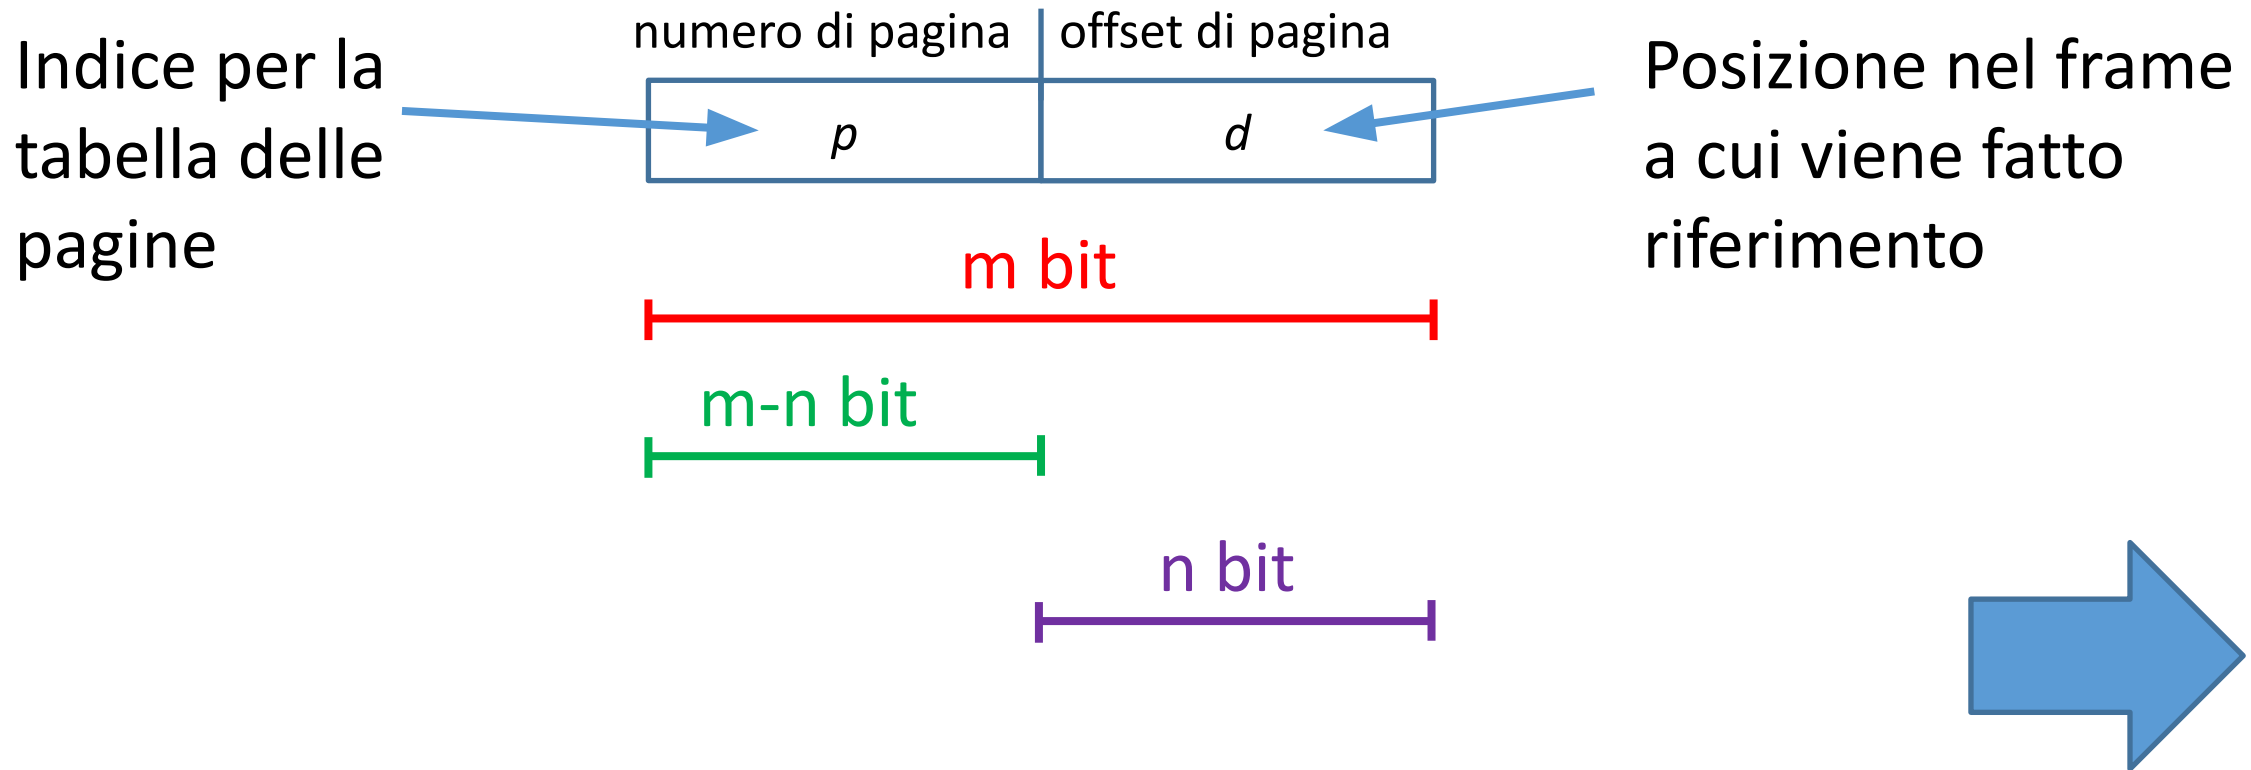 numero di pagina
offset di pagina
Indice per la
tabella delle
pagine
p
d
Posizione nel frame
a cui viene fatto
riferimento
m bit
m-n bit
n bit